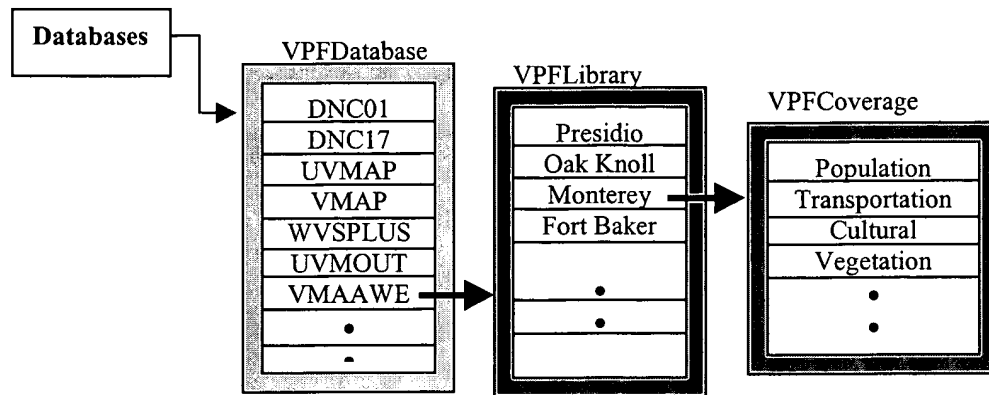 Databases
VPFDatabase
DNC01
DNC17
UVMAP
VMAP
WVSPLUS
UVMOUT
VMAAWE
VPFLibrary
Presidio
Oak Knoll
Monterey
Fort Baker
VPFCoverage
Population
Transportation
Cultural
Vegetation